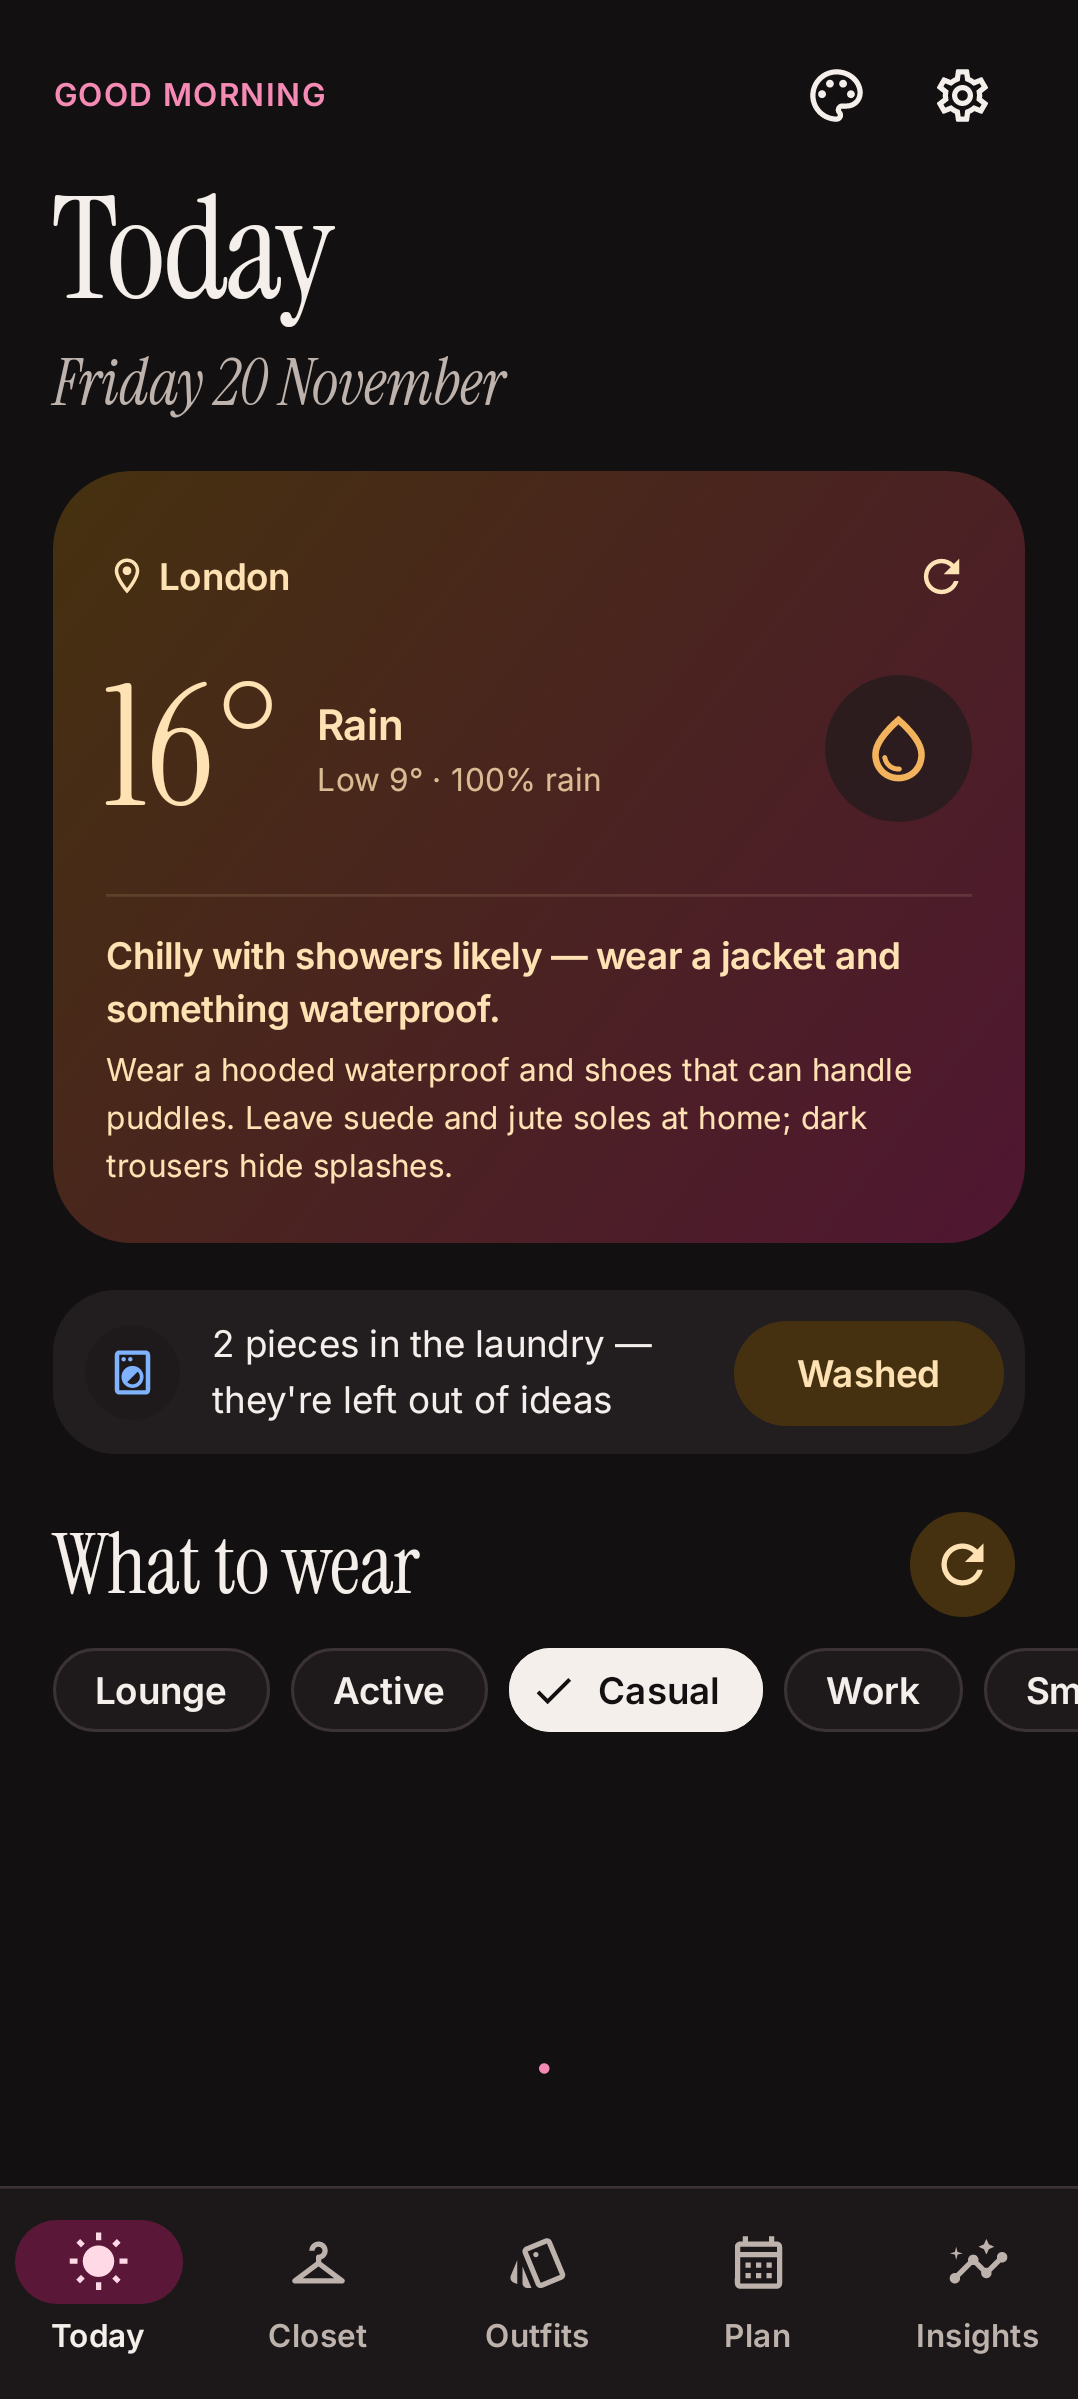 GOOD MORNING
Today
Friday 20 November
London
16°
Rain
Low 9° · 100% rain
Chilly with showers likely — wear a jacket and
something waterproof.
Wear a hooded waterproof and shoes that can handle
puddles. Leave suede and jute soles at home; dark
trousers hide splashes.
2 pieces in the laundry —
they're left out of ideas
Washed
What to wear
Lounge
Active
Casual
Work
Sm
Today
Closet
Outfits
Plan
Insights